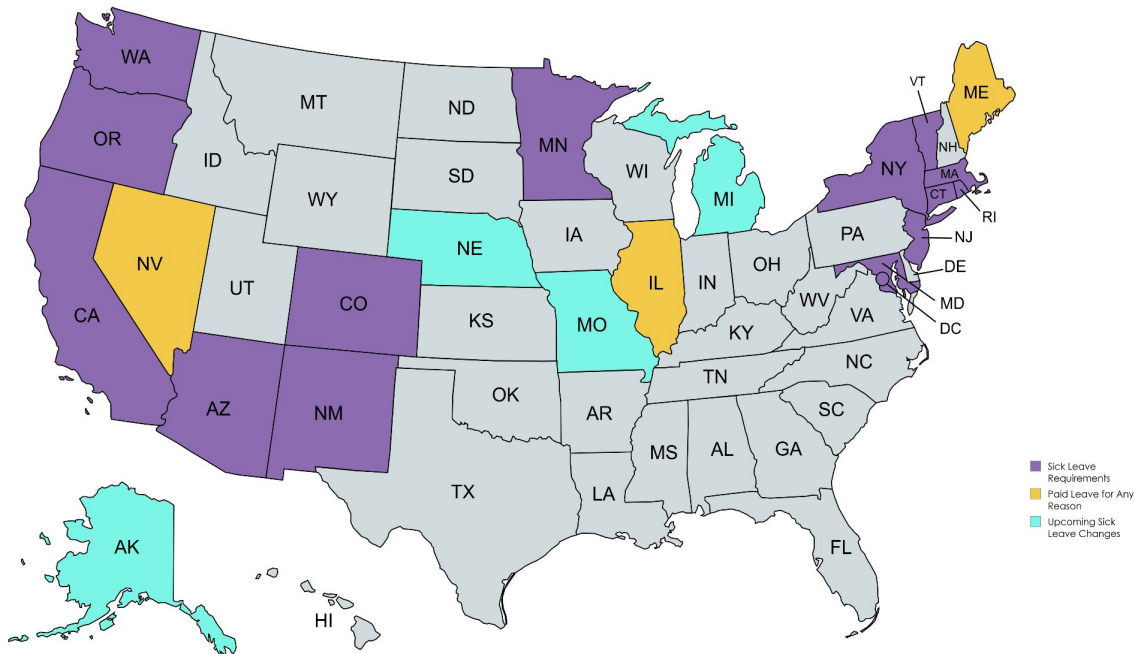 WA
OR
CA
NV
ID
MT
WY
UT
AZ
CO
NM
ND
SD
NE
KS
OK
TX
MN
IA
MO
AR
LA
WI
IL
MI
IN
OH
KY
TN
MS
AL
GA
FL
SC
NC
VA
WV
PA
NY
VT
NH
ME
MA
CT
RI
NJ
DE
MD
DC
AK
HI
Sick Leave
Requirements
Paid Leave for Any
Reason
Upcoming Sick
Leave Changes